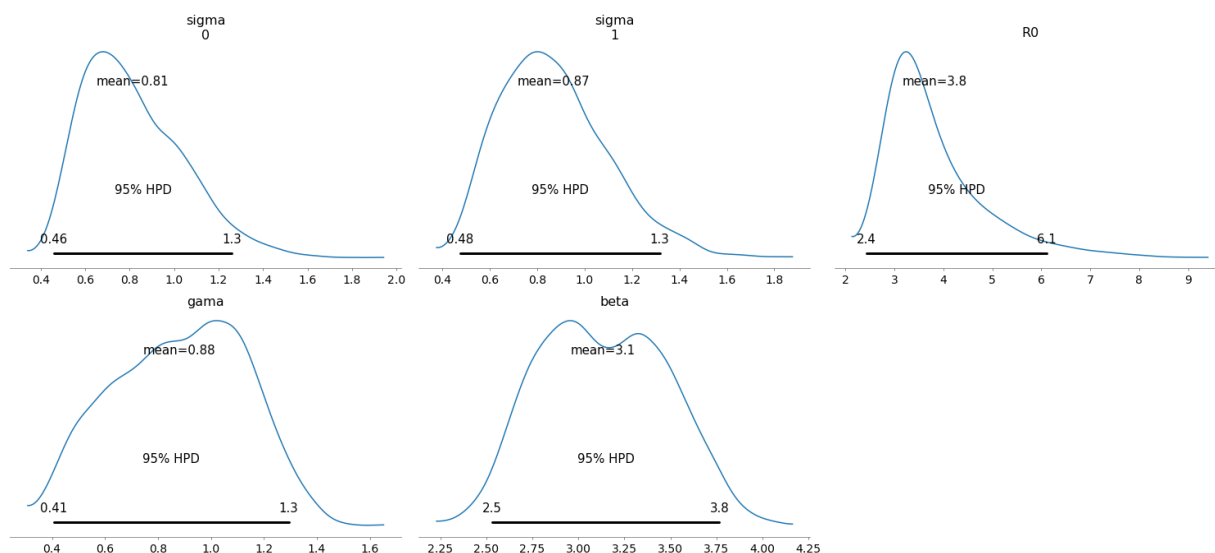 sigma
0
mean=0.81
95% HPD
0.46 1.3
0.4 0.6 0.8 1.0 1.2 1.4 1.6 1.8 2.0
sigma
1
mean=0.87
95% HPD
0.48 1.3
0.4 0.6 0.8 1.0 1.2 1.4 1.6 1.8
R0
mean=3.8
95% HPD
2.4 6.1
2 3 4 5 6 7 8 9
gama
mean=0.88
95% HPD
0.41 1.3
0.4 0.6 0.8 1.0 1.2 1.4 1.6
beta
mean=3.1
95% HPD
2.5 3.8
2.25 2.50 2.75 3.00 3.25 3.50 3.75 4.00 4.25